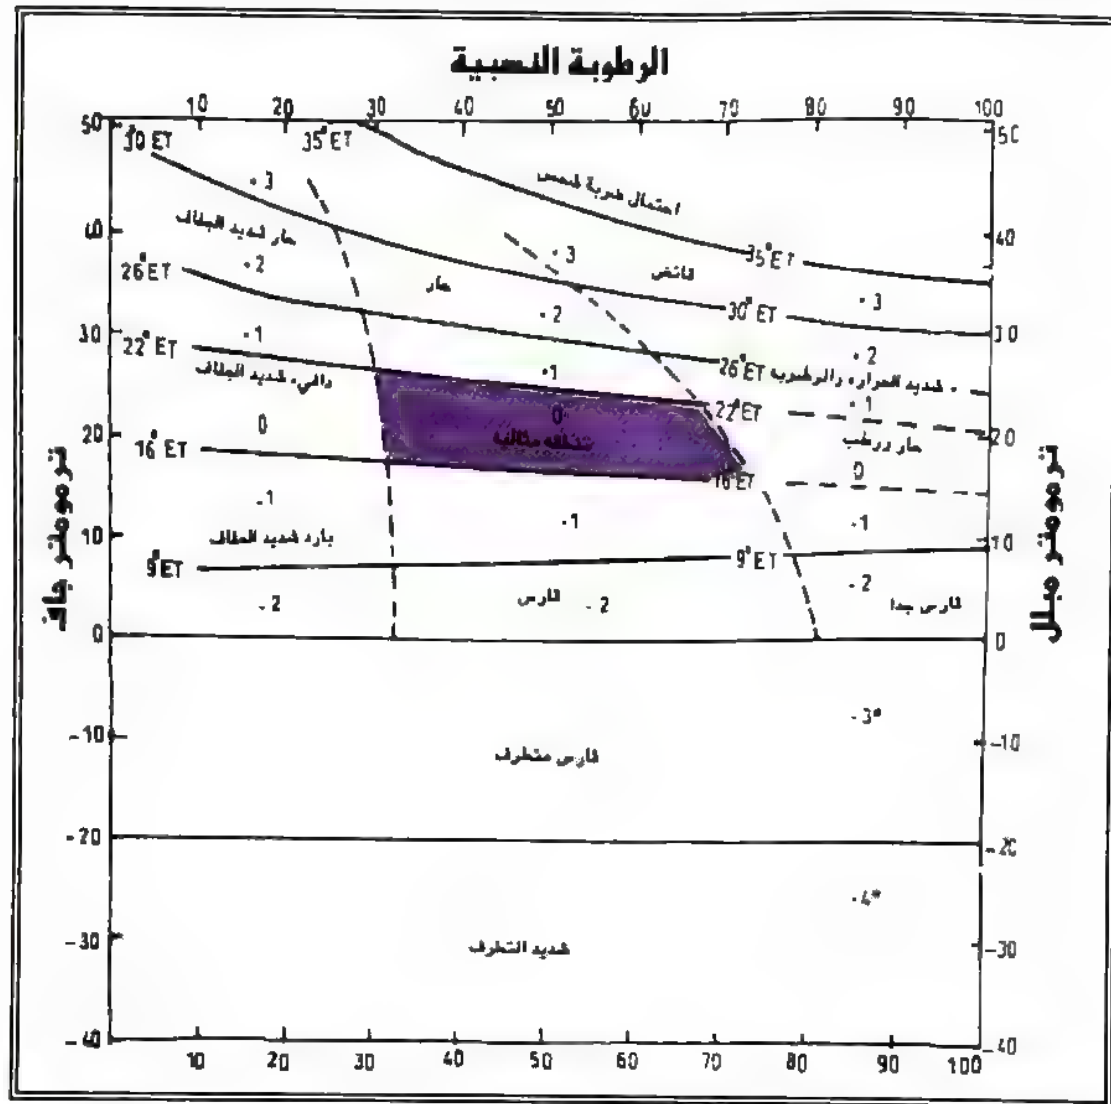 الرطوبة النسبية
10 20 30 40 50 60 70 80 90 100
50 30°ET 35°ET 50
احتمال ضربة شمس
.3
حار شديد الجفاف
40 .3 قائض 35°ET 40
26°ET .2 حار .3
30 .1 .2 30°ET 30
22°ET .1 26°ET .2 شديد الحرارة والرطوبة
دافيء شديد الجفاف 22°ET .1
20 0 0 حار ورطب 20
منطقة مثالية
16°ET 16°ET 0
ترمومتر جاف
ترمومتر مبلل
.1 .1 .1
10 بارد شديد الجفاف 10
9°ET 9°ET
-2 قارس -2 -2 قارس جدا
0 0
-3*
-10 قارس متطرف -10
-20 -20
-4*
-30 شديد التطرف -30
-40 -40
10 20 30 40 50 60 70 80 90 100